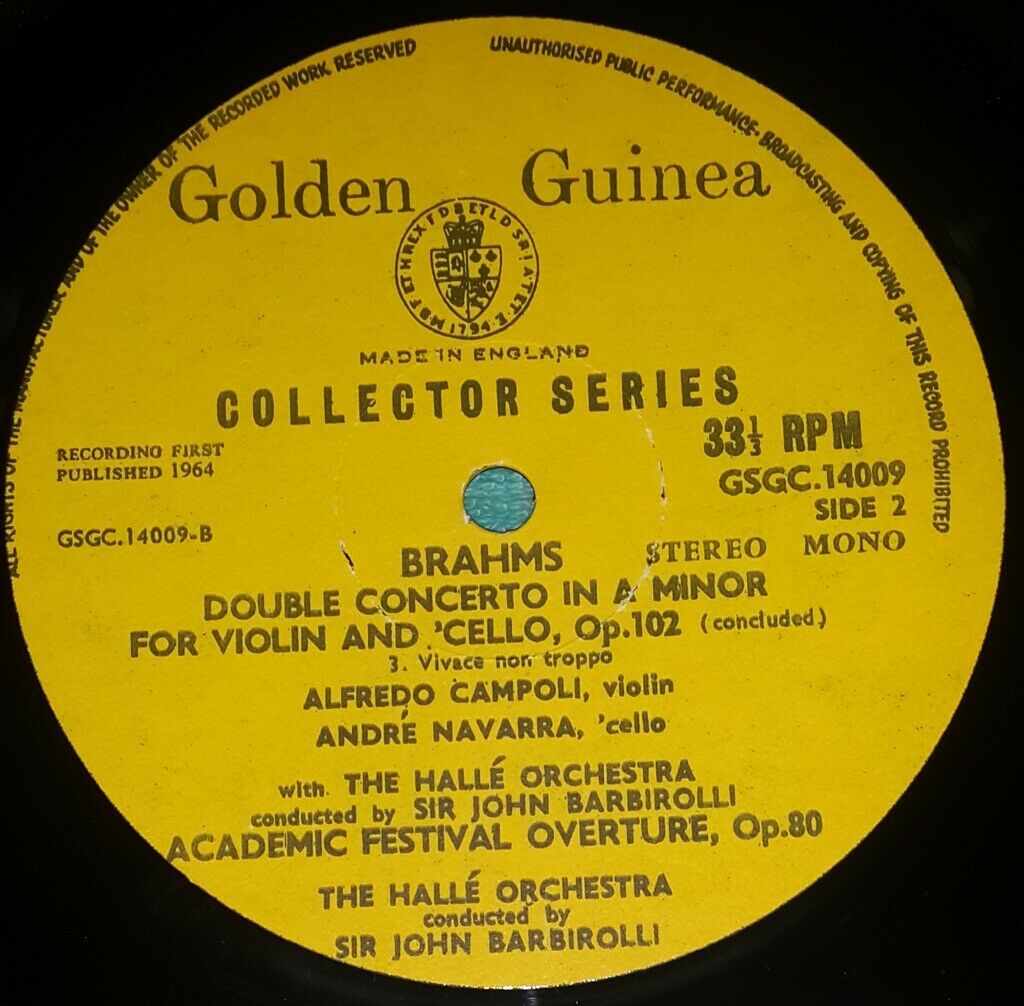 ALL RIGHTS OF THE MANUFACTURER AND OF THE OWNER OF THE RECORDED WORK RESERVED
UNAUTHORISED PUBLIC PERFORMANCE· BROADCASTING AND COPYING OF THIS RECORD PROHIBITED
Golden Guinea
M·B·F·ET·H·REX·F·D·B·ET·L·D·S·R·I·A·T·ET·E·
1794
MADE IN ENGLAND
COLLECTOR SERIES
RECORDING FIRST
PUBLISHED 1964
33⅓ RPM
GSGC.14009
SIDE 2
GSGC.14009-B
STEREO MONO
BRAHMS
DOUBLE CONCERTO IN A MINOR
FOR VIOLIN AND 'CELLO, Op.102 (concluded)
3. Vivace non troppo
ALFREDO CAMPOLI, violin
ANDRÉ NAVARRA, 'cello
with THE HALLÉ ORCHESTRA
conducted by SIR JOHN BARBIROLLI
ACADEMIC FESTIVAL OVERTURE, Op.80
THE HALLÉ ORCHESTRA
conducted by
SIR JOHN BARBIROLLI